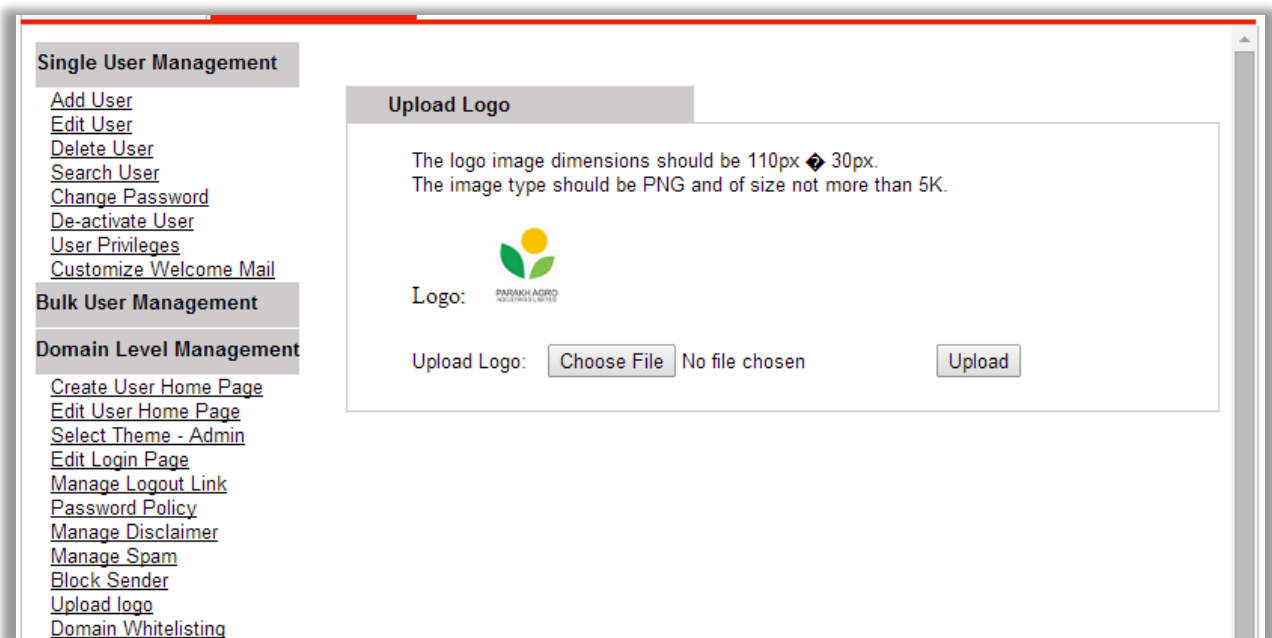 Single User Management
Add User
Edit User
Delete User
Search User
Change Password
De-activate User
User Privileges
Customize Welcome Mail
Bulk User Management
Domain Level Management
Create User Home Page
Edit User Home Page
Select Theme - Admin
Edit Login Page
Manage Logout Link
Password Policy
Manage Disclaimer
Manage Spam
Block Sender
Upload logo
Domain Whitelisting
Upload Logo
The logo image dimensions should be 110px � 30px.
The image type should be PNG and of size not more than 5K.
PARAKH AGRO
INDUSTRIES LIMITED
Logo:
Upload Logo: Choose File No file chosen Upload